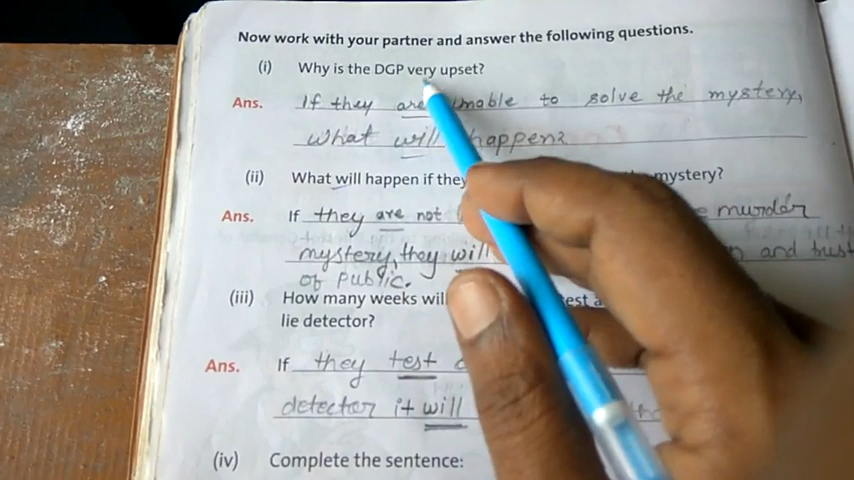 Now work with your partner and answer the following questions.
(i) Why is the DGP very upset?
Ans. If they are unable to solve the mystery,
what will happen?
(ii) What will happen if they mystery?
Ans. If they are not murdar
mystery, they will and trust
of public.
(iii) How many weeks will test
lie detector?
Ans. If they test
detector it will
(iv) Complete the sentence: